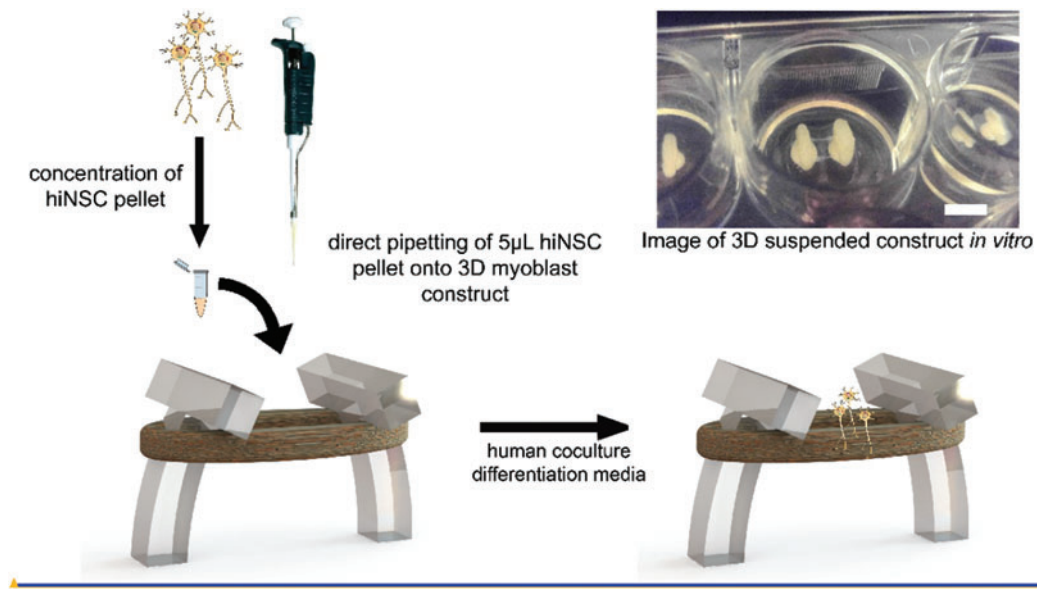 concentration of
hiNSC pellet
direct pipetting of 5µL hiNSC
pellet onto 3D myoblast
construct
Image of 3D suspended construct in vitro
human coculture
differentiation media